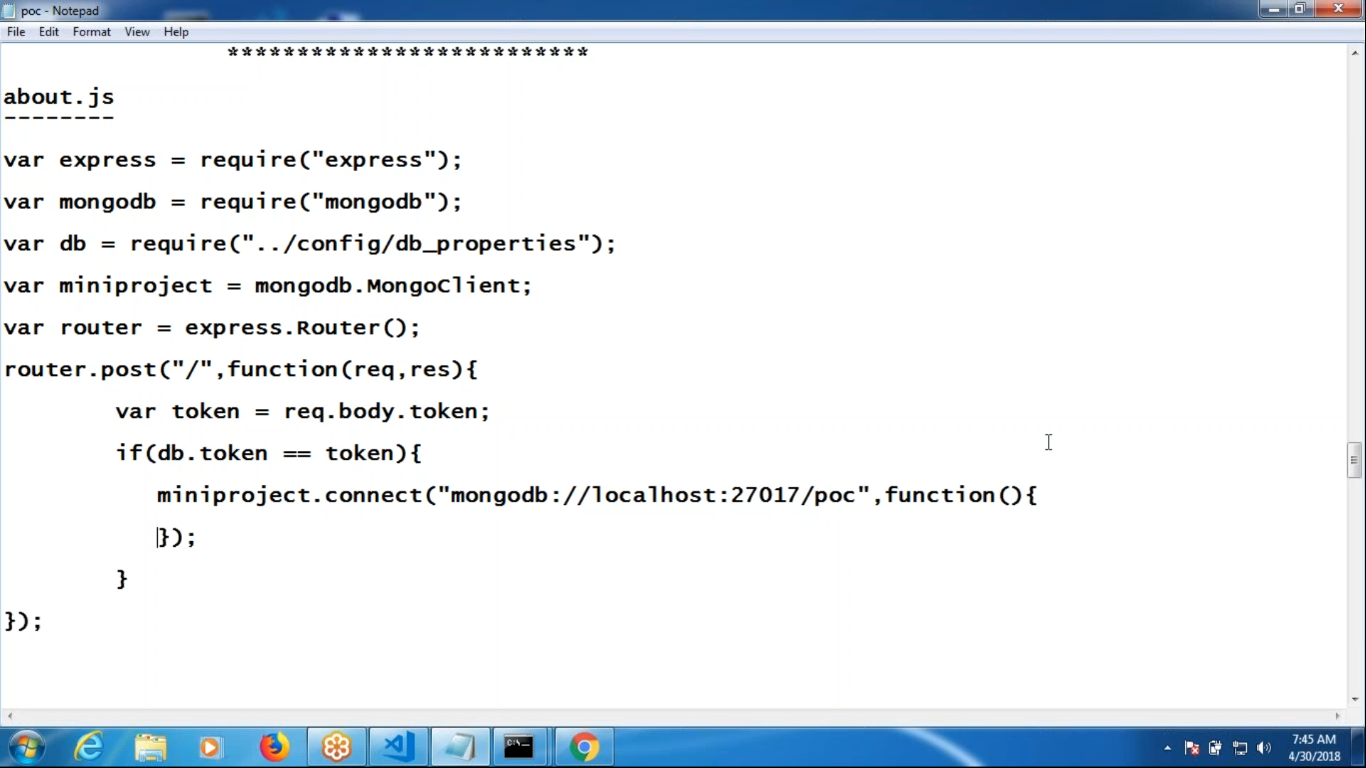 poc - Notepad
File Edit Format View Help
**************************
about.js
--------
var express = require("express");
var mongodb = require("mongodb");
var db = require("../config/db_properties");
var miniproject = mongodb.MongoClient;
var router = express.Router();
router.post("/",function(req,res){
var token = req.body.token;
if(db.token == token){
miniproject.connect("mongodb://localhost:27017/poc",function(){
});
}
});
7:45 AM
4/30/2018